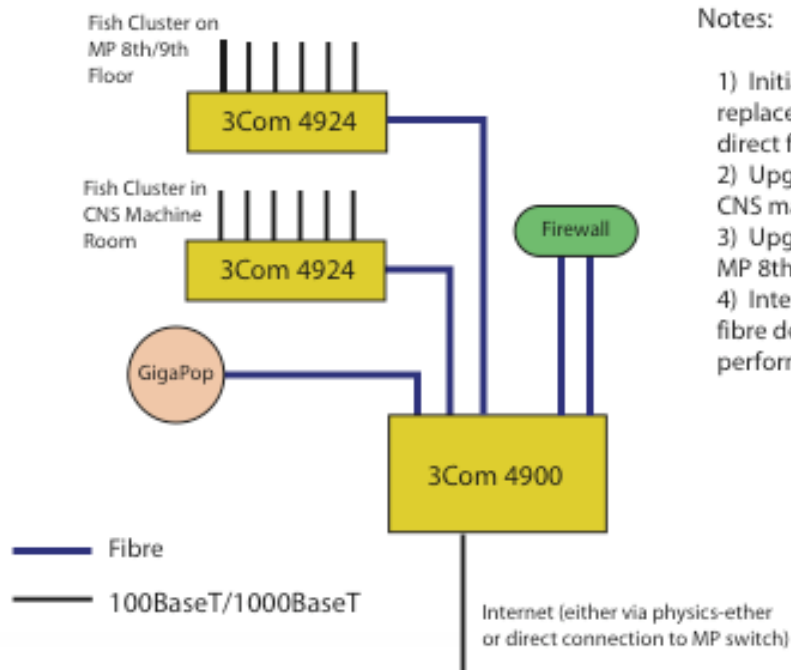 Fish Cluster on
MP 8th/9th
Floor
3Com 4924
Fish Cluster in
CNS Machine
Room
3Com 4924
Firewall
GigaPop
3Com 4900
Fibre
100BaseT/1000BaseT
Internet (either via physics-ether
or direct connection to MP switch)
Notes:
1) Initi
replace
direct f
2) Upg
CNS ma
3) Upg
MP 8th
4) Inte
fibre de
perform